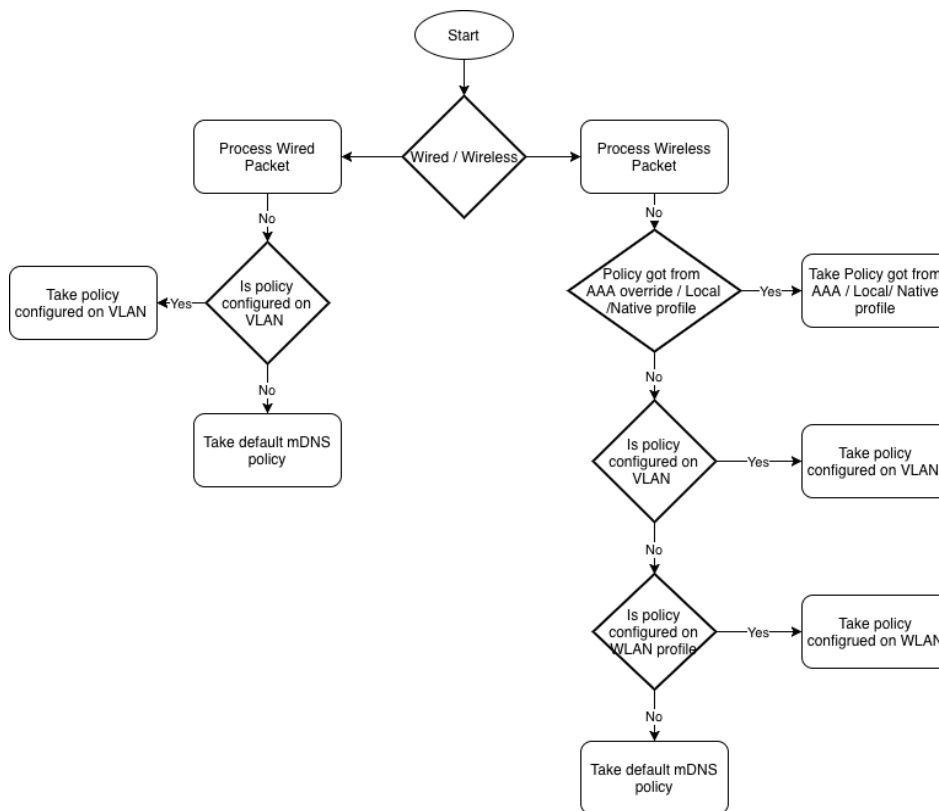 Start
Process Wired
Packet
Wired / Wireless
Process Wireless
Packet
No
No
Is policy
configured on
VLAN
Yes
Take policy
configured on VLAN
Policy got from
AAA override / Local
/Native profile
Yes
Take Policy got from
AAA / Local/ Native
profile
No
Take default mDNS
policy
No
Is policy
configured on
VLAN
Yes
Take policy
configured on VLAN
No
Is policy
configured on
WLAN profile
Yes
Take policy
configrued on WLAN
No
Take default mDNS
policy